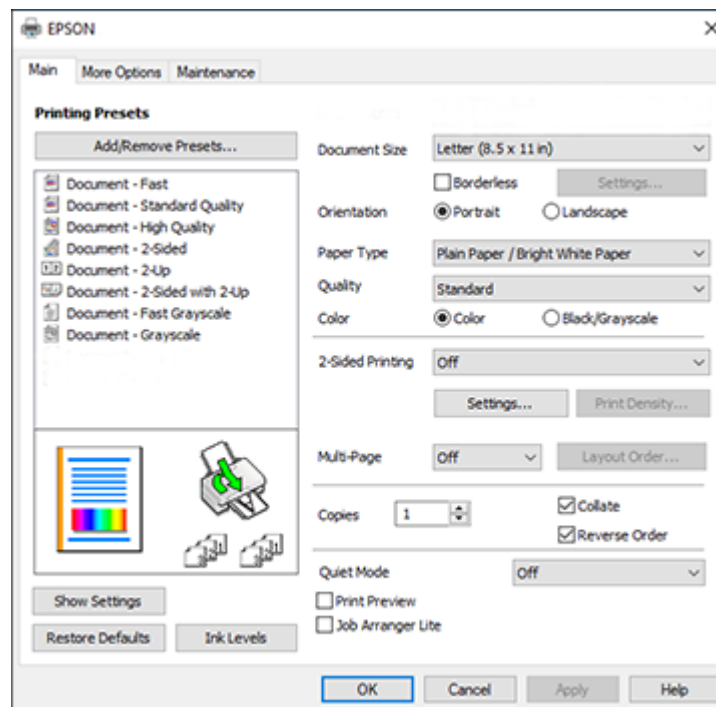 EPSON
Main More Options Maintenance
Printing Presets
Add/Remove Presets...
Document - Fast
Document - Standard Quality
Document - High Quality
Document - 2-Sided
Document - 2-Up
Document - 2-Sided with 2-Up
Document - Fast Grayscale
Document - Grayscale
Show Settings
Restore Defaults Ink Levels
Document Size Letter (8.5 x 11 in)
Borderless Settings...
Orientation Portrait Landscape
Paper Type Plain Paper / Bright White Paper
Quality Standard
Color Color Black/Grayscale
2-Sided Printing Off
Settings... Print Density...
Multi-Page Off Layout Order...
Copies 1 Collate
Reverse Order
Quiet Mode Off
Print Preview
Job Arranger Lite
OK Cancel Apply Help